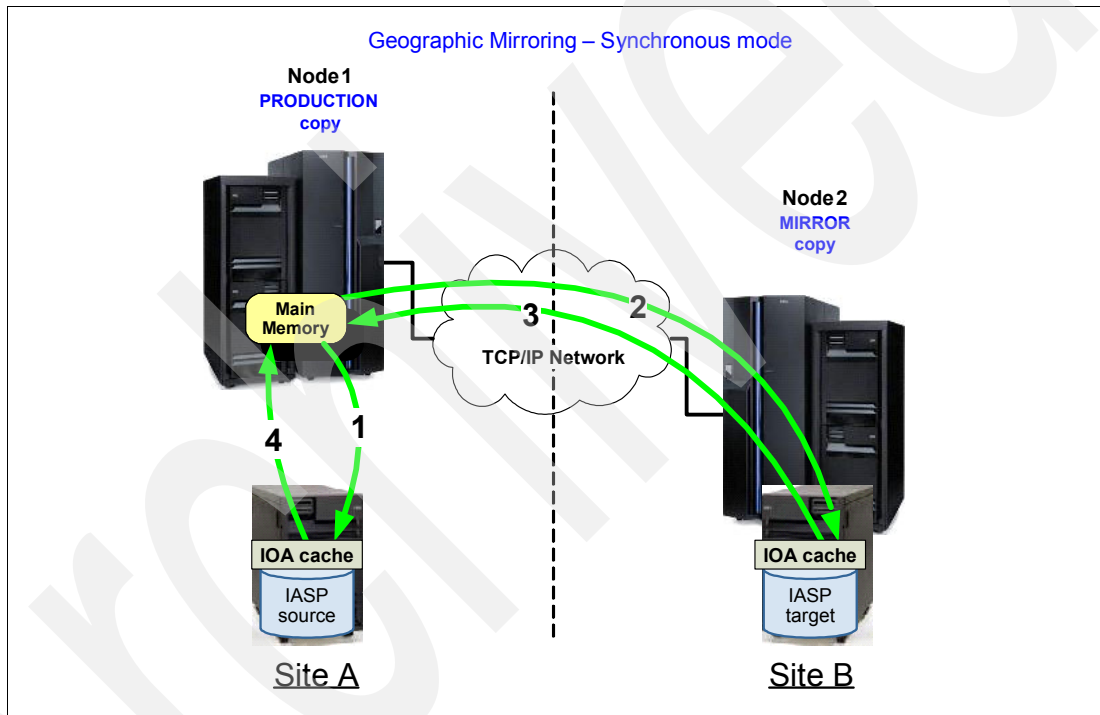 Geographic Mirroring – Synchronous mode
Node1
PRODUCTION
copy
Node2
MIRROR
copy
Main
Memory
2
3
TCP/IP Network
1
4
IOA cache
IASP
source
IOA cache
IASP
target
Site A
Site B